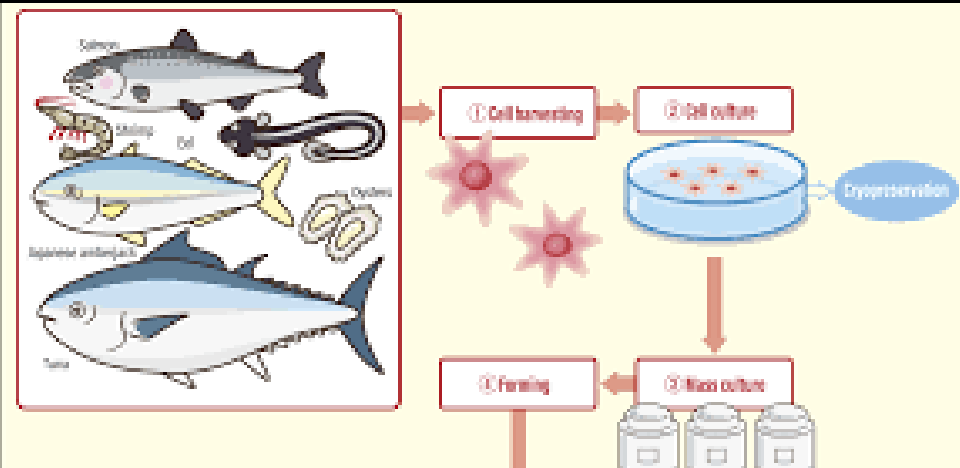 Salmon
Shrimp
Eel
Oysters
Japanese amberjack
Tuna
① Cell harvesting
② Cell culture
Cryopreservation
④ Forming
③ Mass culture